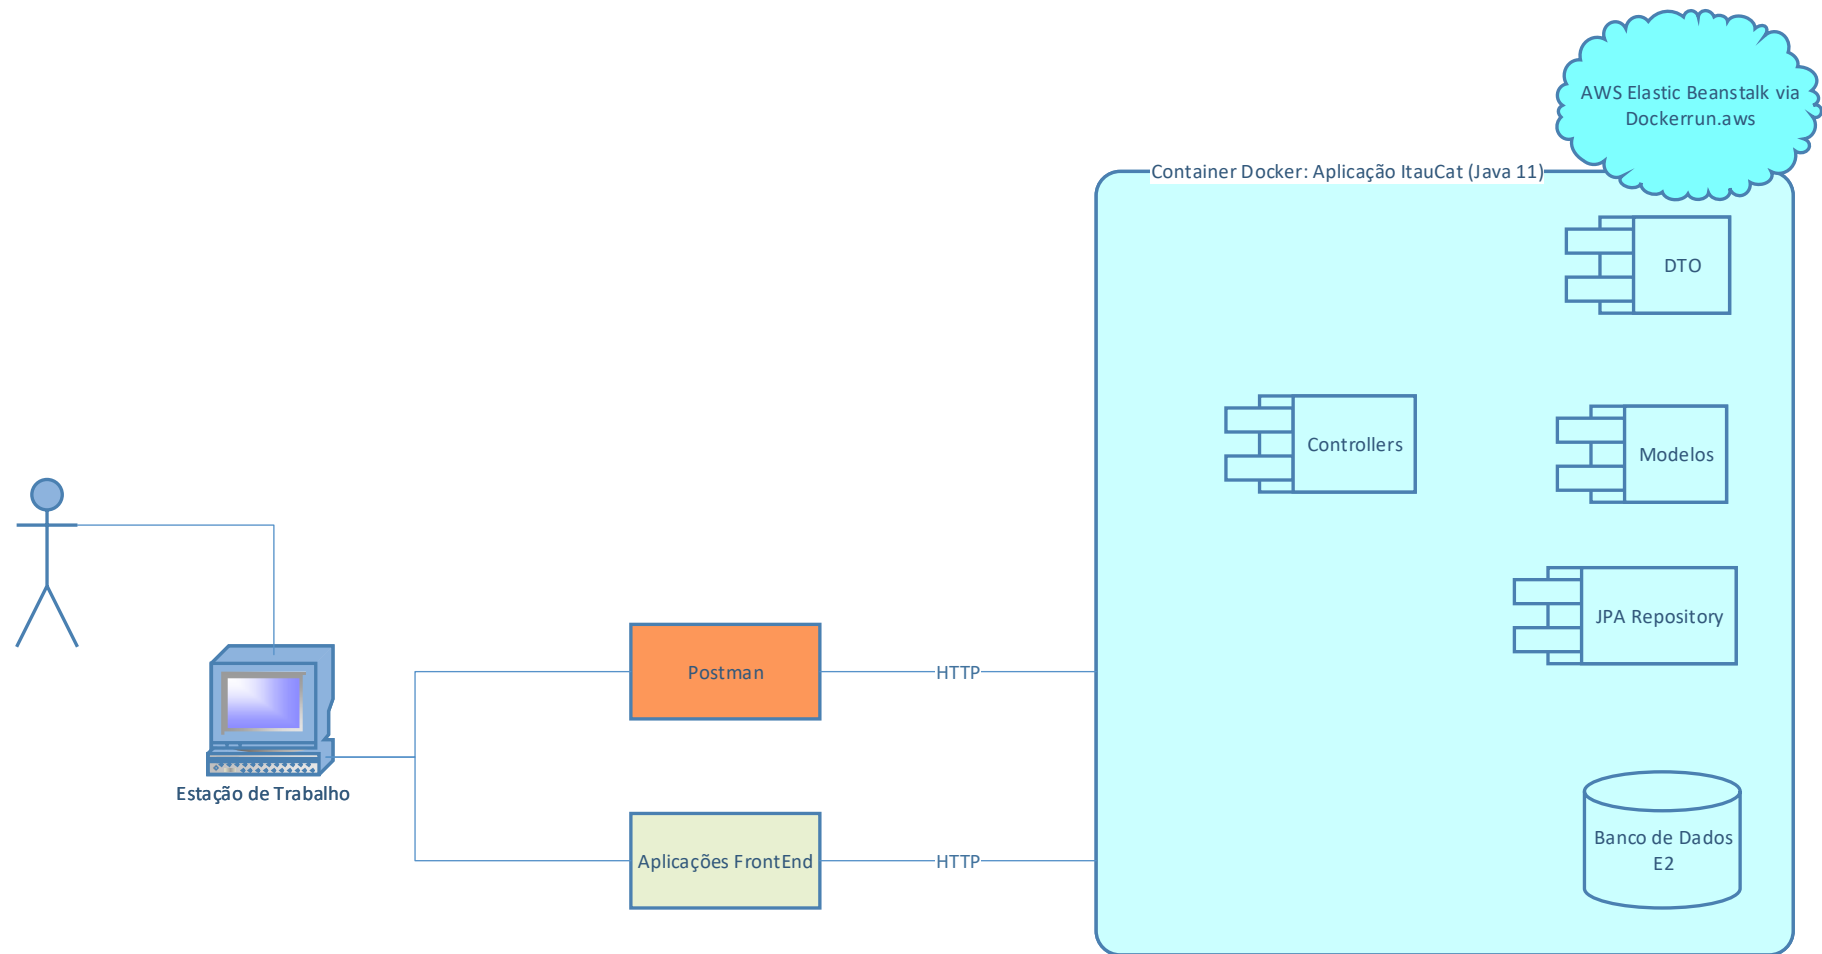 AWS Elastic Beanstalk via
Dockerrun.aws
Container Docker: Aplicação ItauCat (Java 11)
DTO
Controllers
Modelos
JPA Repository
Postman
HTTP
Estação de Trabalho
Aplicações FrontEnd
HTTP
Banco de Dados
E2